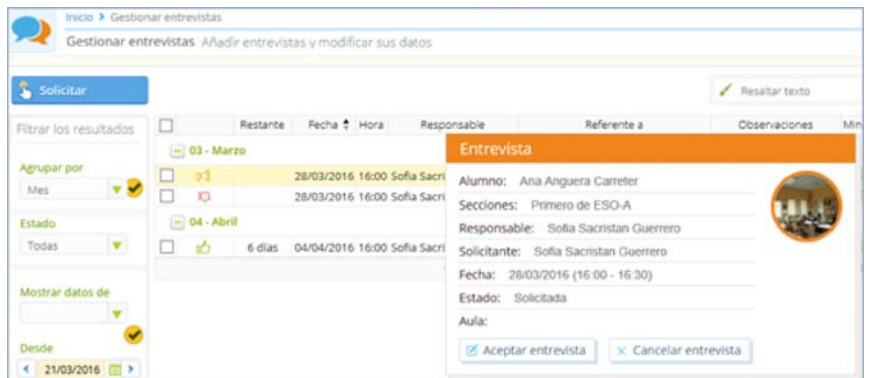 Inicio > Gestionar entrevistas
Gestionar entrevistas Añadir entrevistas y modificar sus datos
Solicitar
Resaltar texto
Filtrar los resultados
Restante Fecha Hora Responsable Referente a Observaciones Min
03 - Marzo
28/03/2016 16:00 Sofia Sacri
28/03/2016 16:00 Sofia Sacri
04 - Abril
6 días 04/04/2016 16:00 Sofia Sacri
Agrupar por
Mes
Estado
Todas
Mostrar datos de
Desde
21/03/2016
Entrevista
Alumno: Ana Anguera Carreter
Secciones: Primero de ESO-A
Responsable: Sofia Sacristan Guerrero
Solicitante: Sofia Sacristan Guerrero
Fecha: 28/03/2016 (16:00 - 16:30)
Estado: Solicitada
Aula:
Aceptar entrevista
Cancelar entrevista